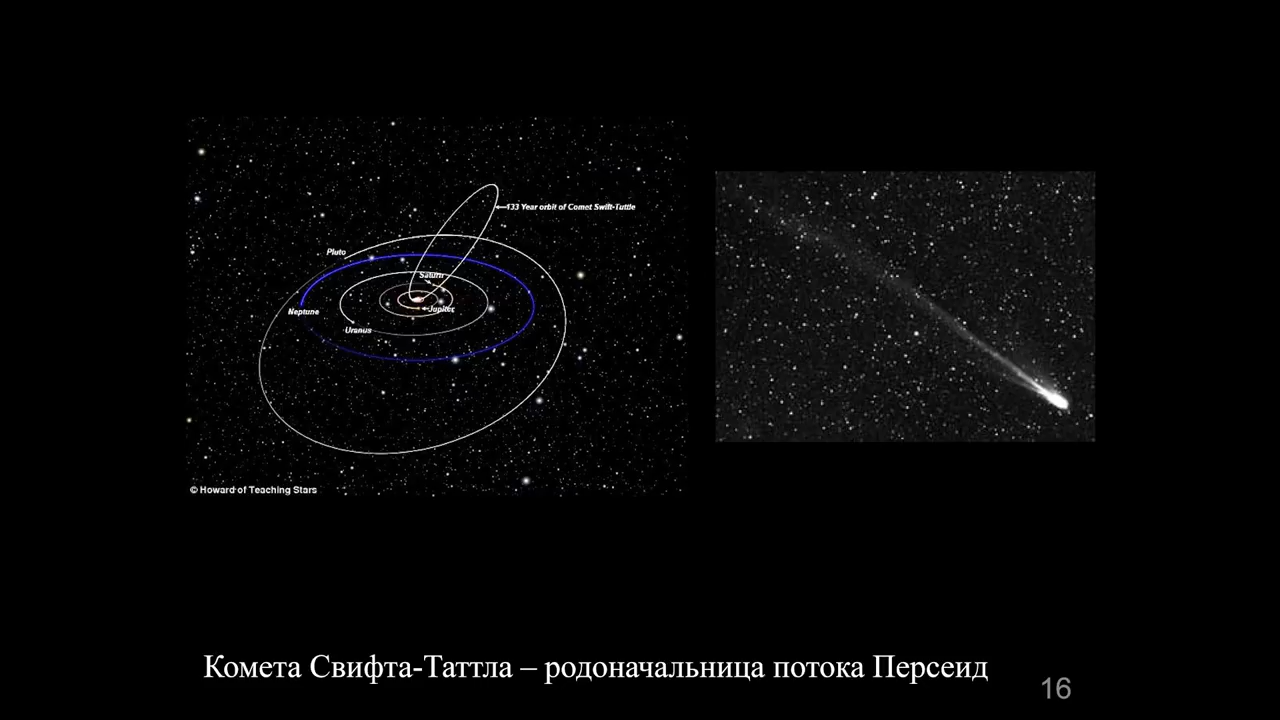 133 Year orbit of Comet Swift-Tuttle
Pluto
Saturn
Neptune
Jupiter
Uranus
© Howard of Teaching Stars
Комета Свифта-Таттла – родоначальница потока Персеид
16